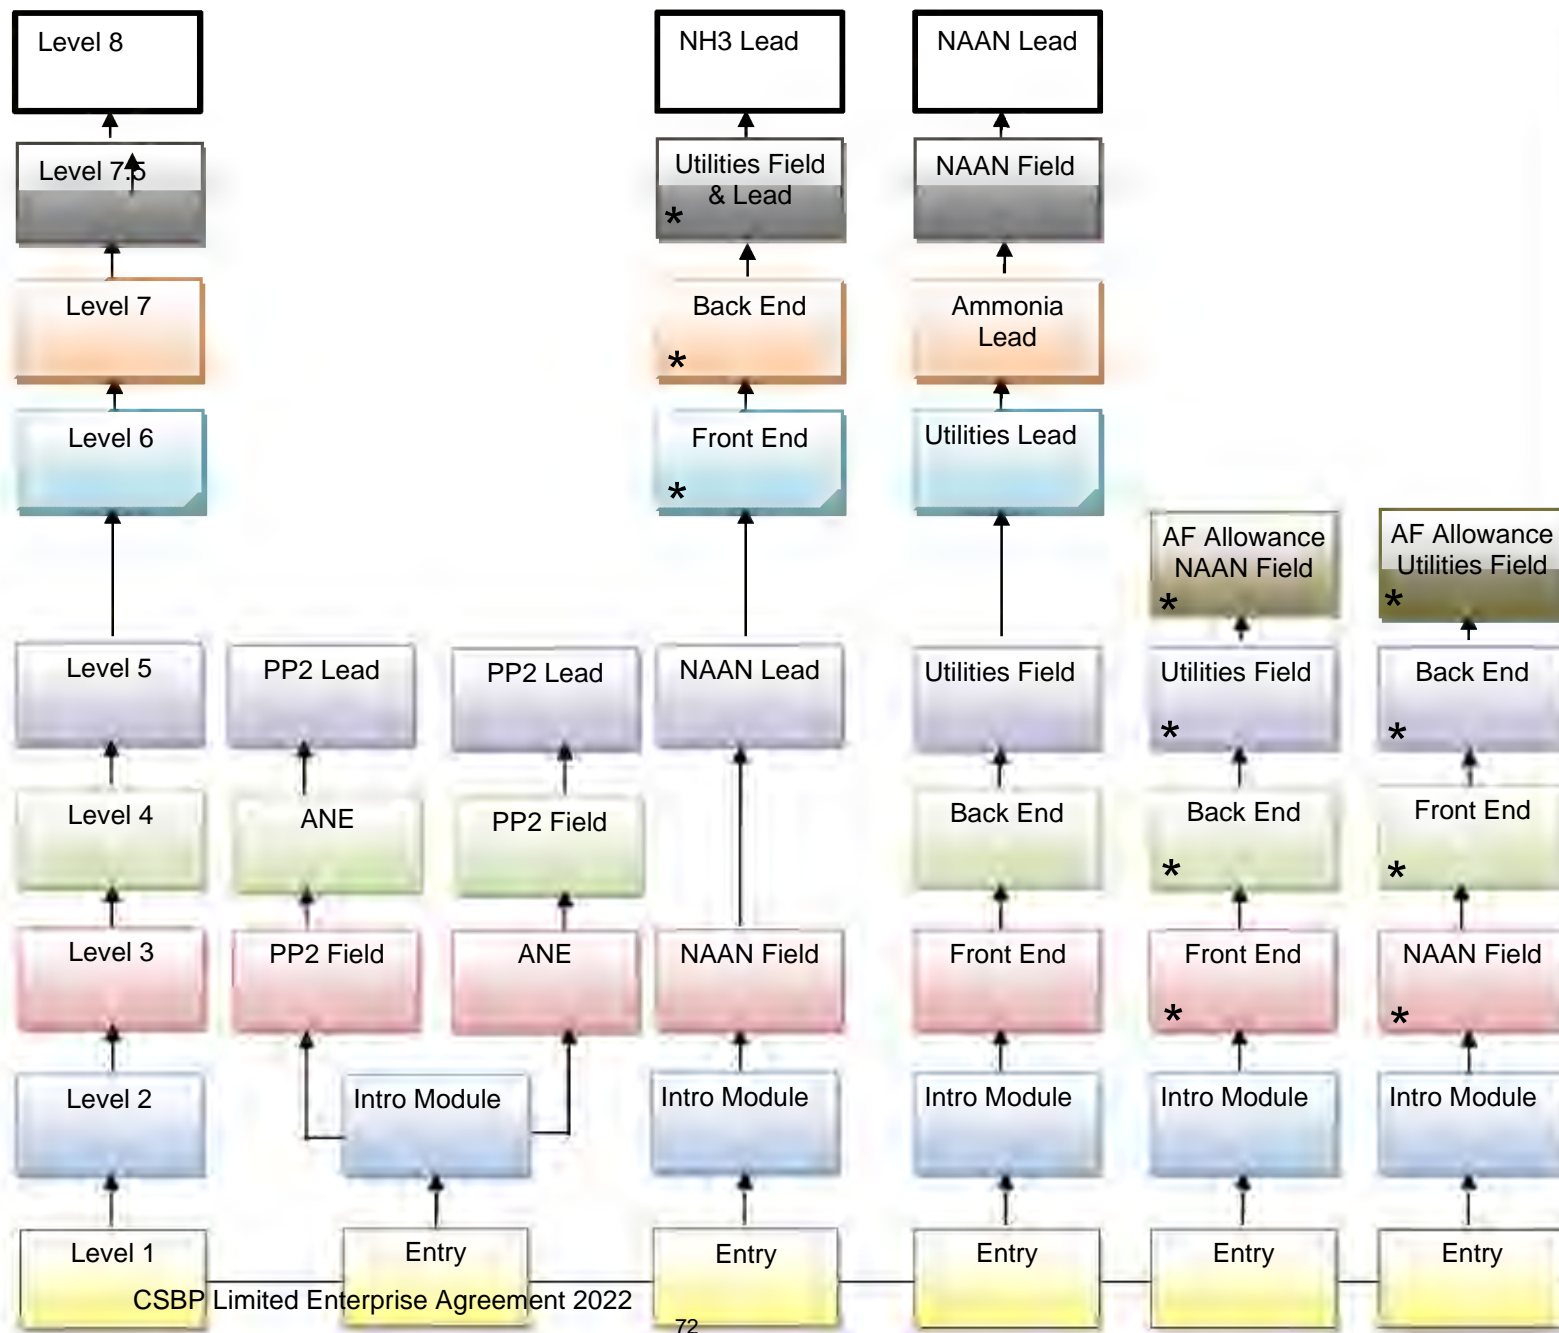 Level 8
NH3 Lead
NAAN Lead
Level 7.5
Utilities Field
& Lead
*
NAAN Field
Level 7
Back End
*
Ammonia
Lead
Level 6
Front End
*
Utilities Lead
AF Allowance
NAAN Field
*
AF Allowance
Utilities Field
*
Level 5
PP2 Lead
PP2 Lead
NAAN Lead
Utilities Field
Utilities Field
*
Back End
*
Level 4
ANE
PP2 Field
Back End
Back End
*
Front End
*
Level 3
PP2 Field
ANE
NAAN Field
Front End
Front End
*
NAAN Field
*
Level 2
Intro Module
Intro Module
Intro Module
Intro Module
Intro Module
Level 1
Entry
Entry
Entry
Entry
Entry
CSBP Limited Enterprise Agreement 2022
72